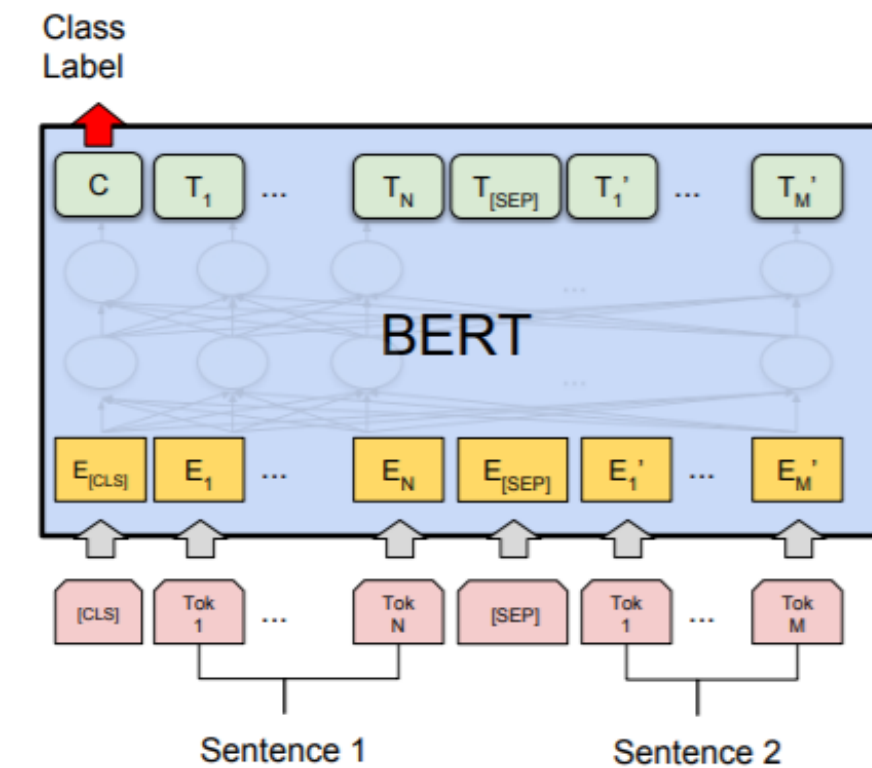 Class
Label
C T1 ... TN T[SEP] T1' ... TM'
...
BERT
...
E[CLS] E1 ... EN E[SEP] E1' ... EM'
[CLS] Tok 1 ... Tok N [SEP] Tok 1 ... Tok M
Sentence 1 Sentence 2